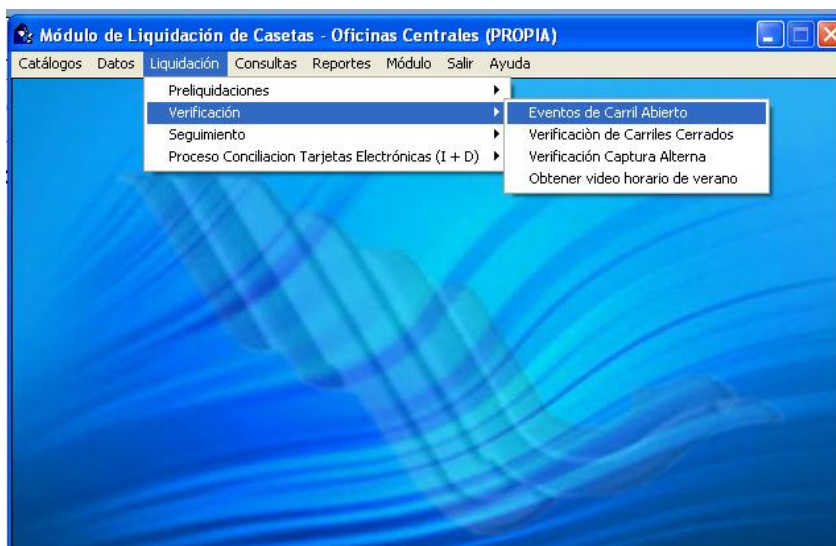 Módulo de Liquidación de Casetas - Oficinas Centrales (PROPIA)
Catálogos Datos Liquidación Consultas Reportes Módulo Salir Ayuda
Preliquidaciones
Verificación
Seguimiento
Proceso Conciliacion Tarjetas Electrónicas (I + D)
Eventos de Carril Abierto
Verificaciòn de Carriles Cerrados
Verificación Captura Alterna
Obtener video horario de verano